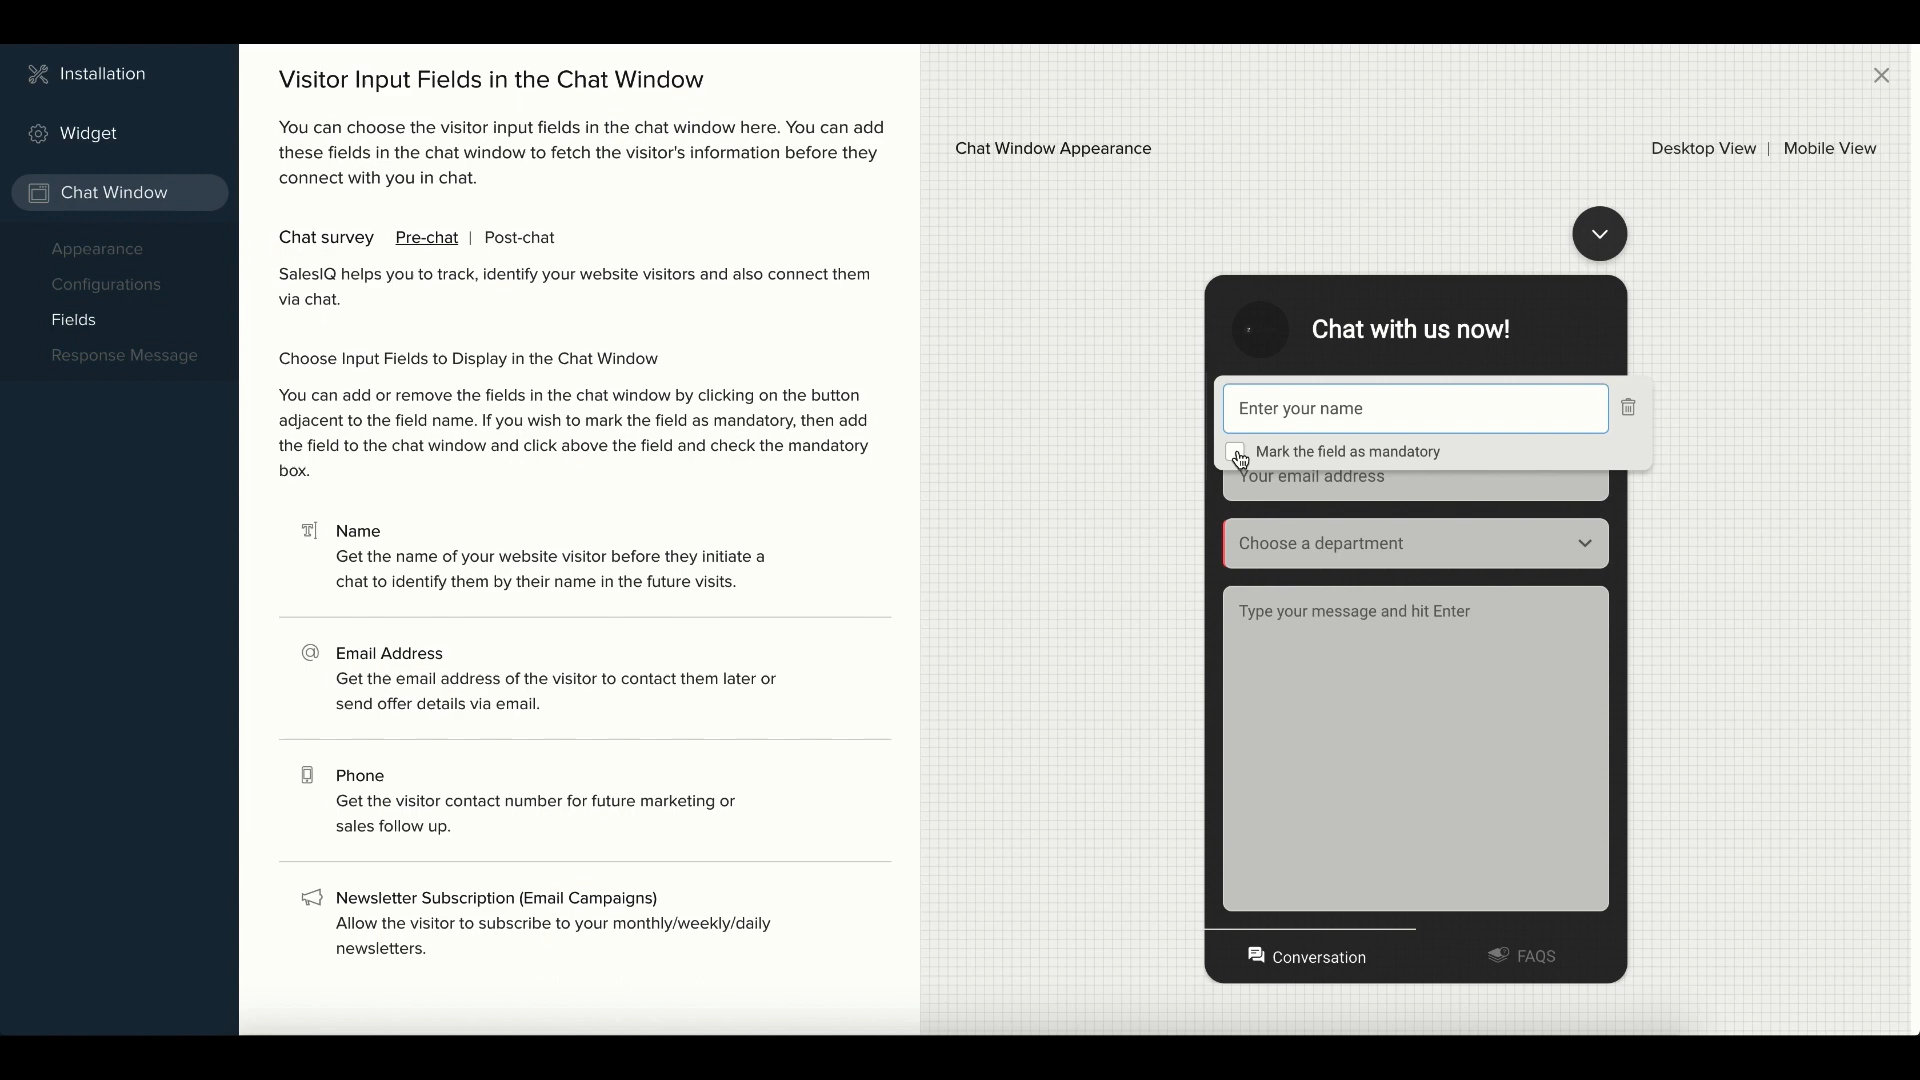 Installation
Widget
Chat Window
Appearance
Configurations
Fields
Response Message
Visitor Input Fields in the Chat Window
You can choose the visitor input fields in the chat window here. You can add
these fields in the chat window to fetch the visitor's information before they
connect with you in chat.
Chat survey Pre-chat | Post-chat
SalesIQ helps you to track, identify your website visitors and also connect them
via chat.
Choose Input Fields to Display in the Chat Window
You can add or remove the fields in the chat window by clicking on the button
adjacent to the field name. If you wish to mark the field as mandatory, then add
the field to the chat window and click above the field and check the mandatory
box.
Name
Get the name of your website visitor before they initiate a
chat to identify them by their name in the future visits.
Email Address
Get the email address of the visitor to contact them later or
send offer details via email.
Phone
Get the visitor contact number for future marketing or
sales follow up.
Newsletter Subscription (Email Campaigns)
Allow the visitor to subscribe to your monthly/weekly/daily
newsletters.
Chat Window Appearance
Desktop View | Mobile View
Chat with us now!
Enter your name
Mark the field as mandatory
Your email address
Choose a department
Type your message and hit Enter
Conversation
FAQS